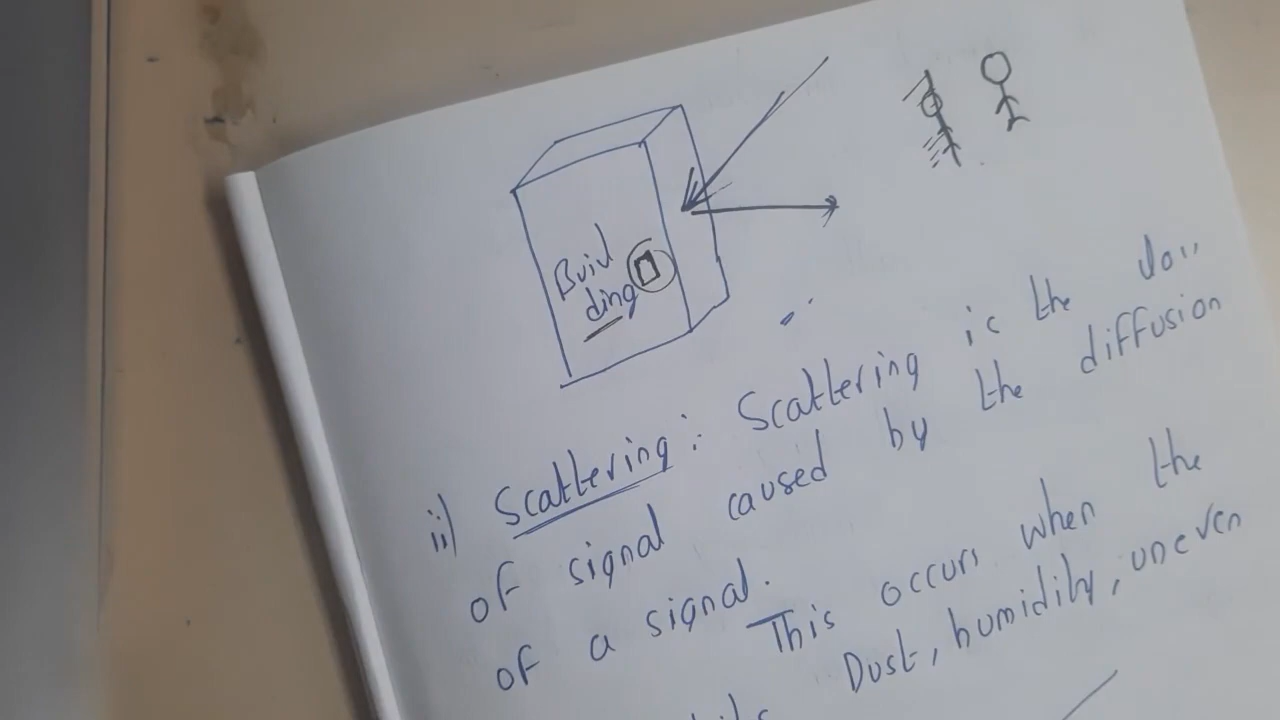 Buil
ding
ii) Scattering: Scattering is the
of signal caused by the diffusion
of a signal.
This occurs when the
Dust, humidity, uneven